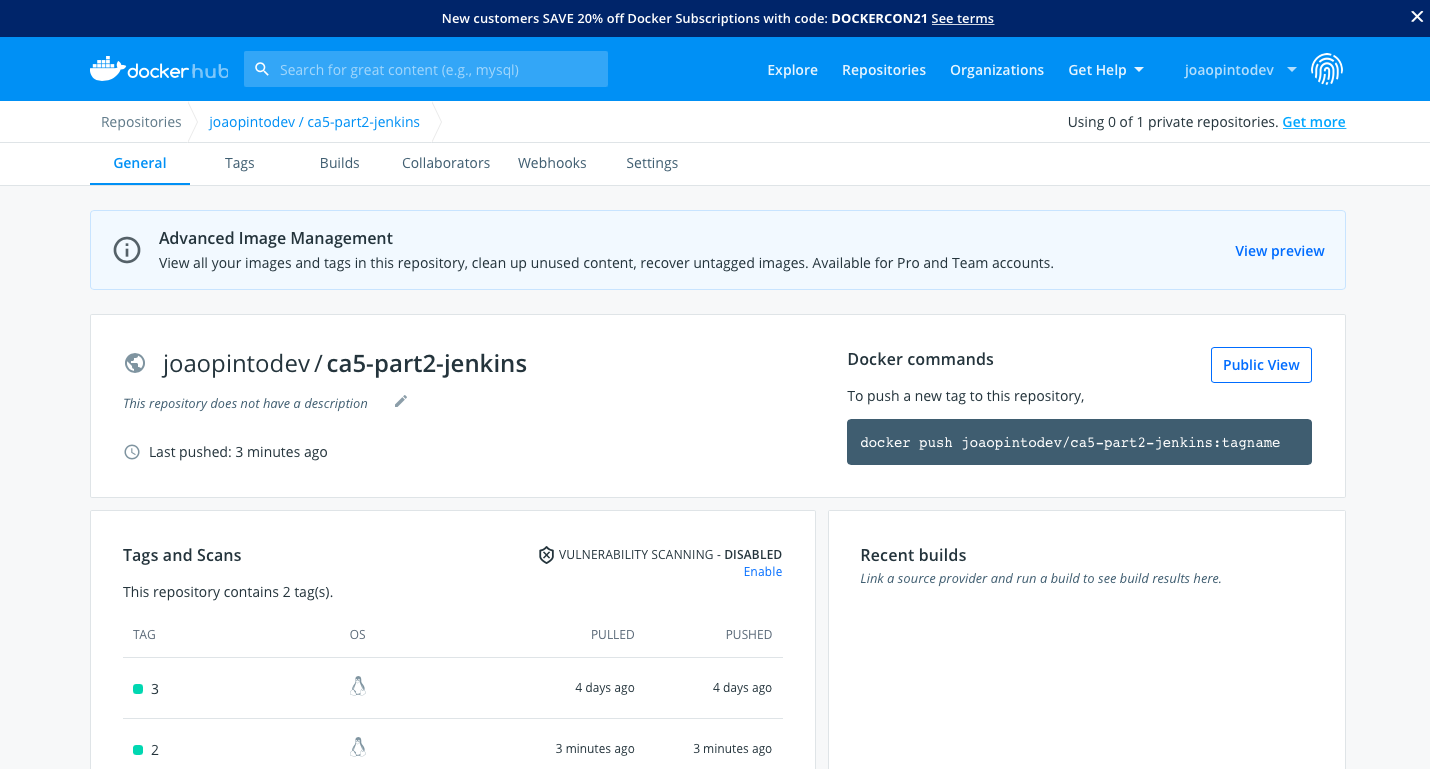 New customers SAVE 20% off Docker Subscriptions with code: DOCKERCON21 See terms
docker hub
Search for great content (e.g., mysql)
Explore
Repositories
Organizations
Get Help
joaopintodev
Repositories
joaopintodev / ca5-part2-jenkins
Using 0 of 1 private repositories. Get more
General
Tags
Builds
Collaborators
Webhooks
Settings
Advanced Image Management
View all your images and tags in this repository, clean up unused content, recover untagged images. Available for Pro and Team accounts.
View preview
joaopintodev / ca5-part2-jenkins
This repository does not have a description
Last pushed: 3 minutes ago
Docker commands
Public View
To push a new tag to this repository,
docker push joaopintodev/ca5-part2-jenkins:tagname
Tags and Scans
VULNERABILITY SCANNING - DISABLED
Enable
This repository contains 2 tag(s).
TAG OS PULLED PUSHED
3 4 days ago 4 days ago
2 3 minutes ago 3 minutes ago
Recent builds
Link a source provider and run a build to see build results here.